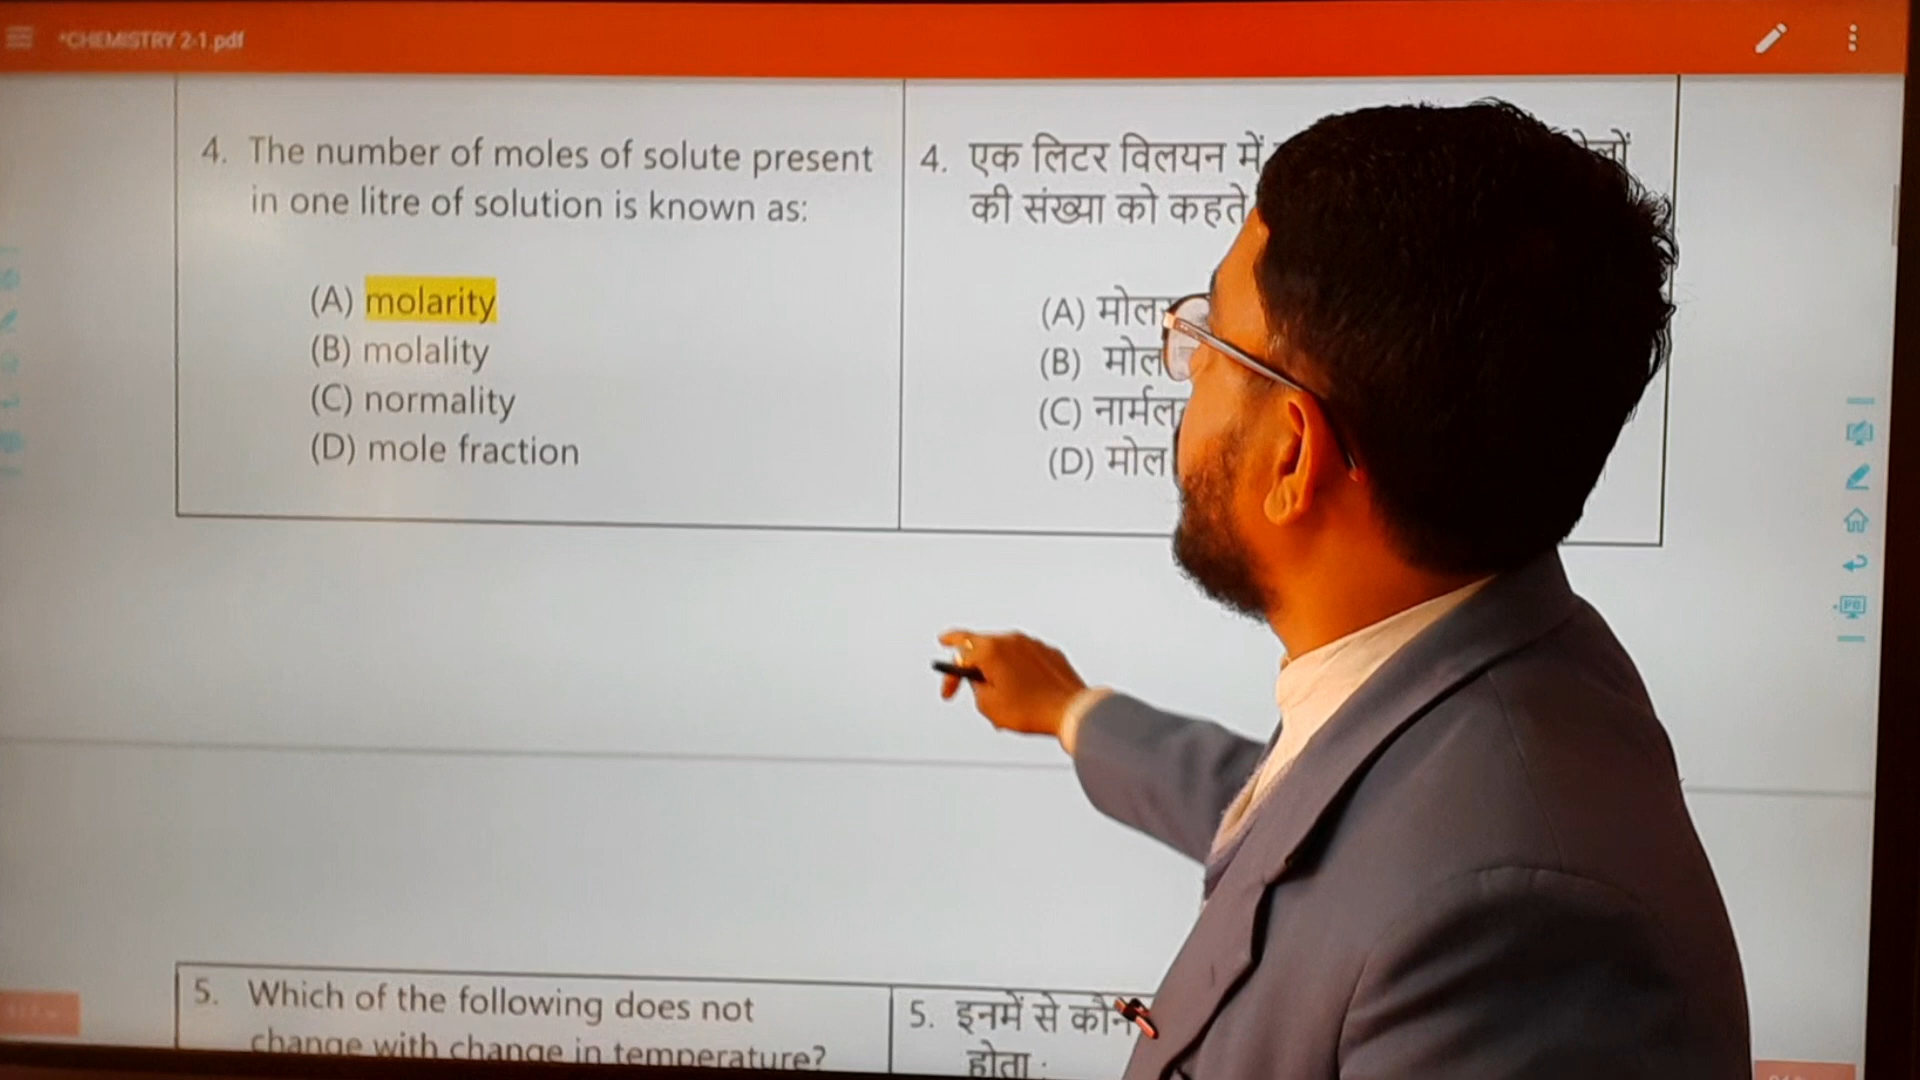 *CHEMISTRY 2-1.pdf
4. The number of moles of solute present
in one litre of solution is known as:
(A) molarity
(B) molality
(C) normality
(D) mole fraction
4. एक लिटर विलयन में
की संख्या को कहते
(A)
(B)
(C)
(D) मोल
5. Which of the following does not
change with change in temperature?
5. इनमें से
होता :
PB